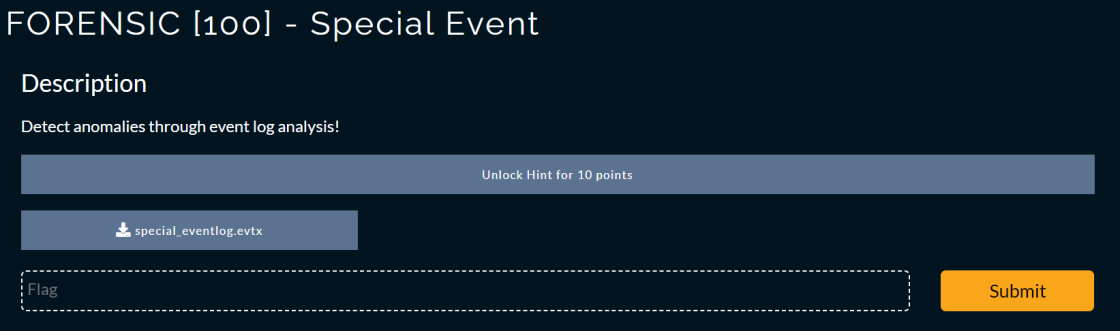 FORENSIC [100] - Special Event
Description
Detect anomalies through event log analysis!
Unlock Hint for 10 points
special_eventlog.evtx
Flag
Submit